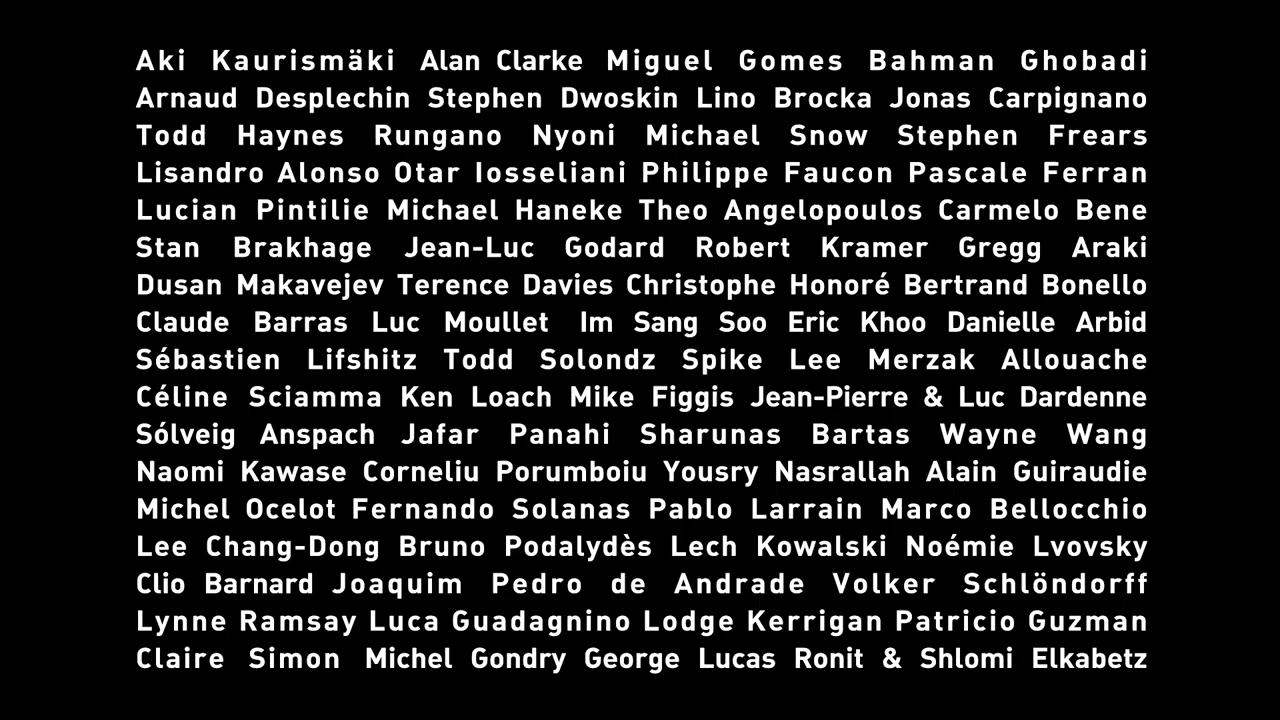 Aki Kaurismäki Alan Clarke Miguel Gomes Bahman Ghobadi
Arnaud Desplechin Stephen Dwoskin Lino Brocka Jonas Carpignano
Todd Haynes Rungano Nyoni Michael Snow Stephen Frears
Lisandro Alonso Otar Iosseliani Philippe Faucon Pascale Ferran
Lucian Pintilie Michael Haneke Theo Angelopoulos Carmelo Bene
Stan Brakhage Jean-Luc Godard Robert Kramer Gregg Araki
Dusan Makavejev Terence Davies Christophe Honoré Bertrand Bonello
Claude Barras Luc Moullet Im Sang Soo Eric Khoo Danielle Arbid
Sébastien Lifshitz Todd Solondz Spike Lee Merzak Allouache
Céline Sciamma Ken Loach Mike Figgis Jean-Pierre & Luc Dardenne
Sólveig Anspach Jafar Panahi Sharunas Bartas Wayne Wang
Naomi Kawase Corneliu Porumboiu Yousry Nasrallah Alain Guiraudie
Michel Ocelot Fernando Solanas Pablo Larrain Marco Bellocchio
Lee Chang-Dong Bruno Podalydès Lech Kowalski Noémie Lvovsky
Clio Barnard Joaquim Pedro de Andrade Volker Schlöndorff
Lynne Ramsay Luca Guadagnino Lodge Kerrigan Patricio Guzman
Claire Simon Michel Gondry George Lucas Ronit & Shlomi Elkabetz